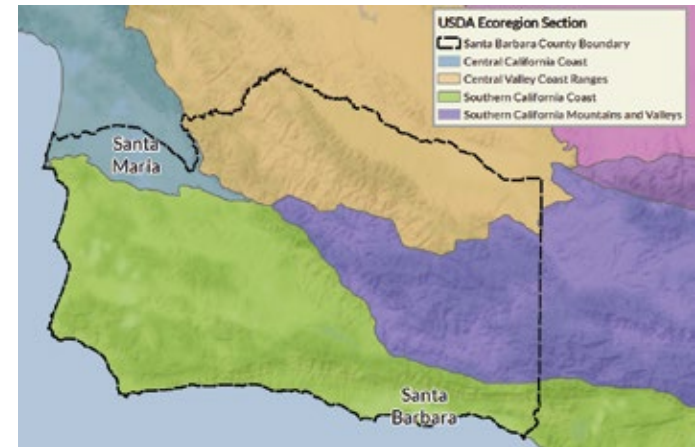 USDA Ecoregion Section
Santa Barbara County Boundary
Central California Coast
Central Valley Coast Ranges
Southern California Coast
Southern California Mountains and Valleys
Santa
Maria
Santa
Barbara